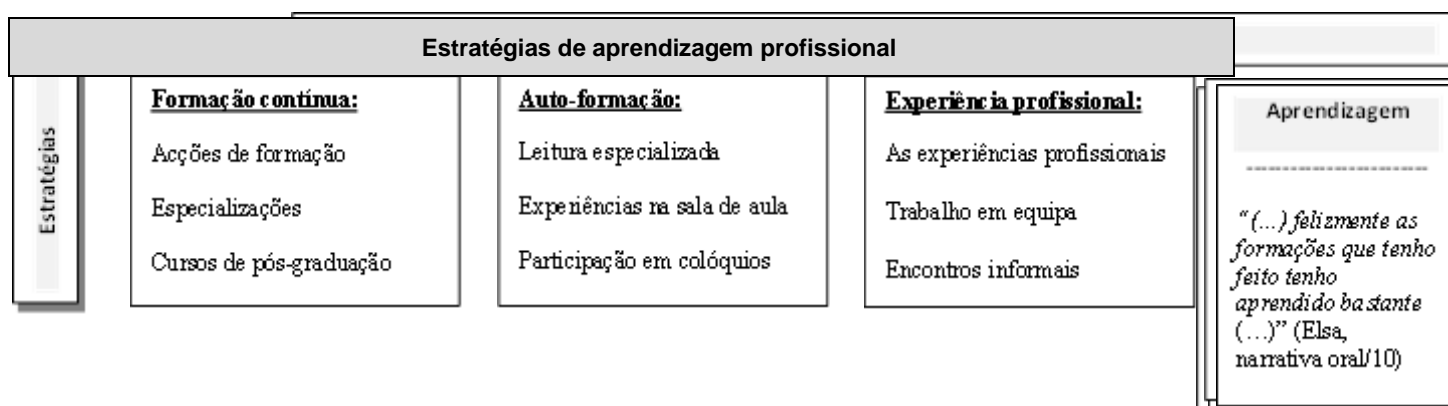 Estratégias de aprendizagem profissional
Estratégias
Formação contínua:
Acções de formação
Especializações
Cursos de pós-graduação
Auto-formação:
Leitura especializada
Experiências na sala de aula
Participação em colóquios
Experiência profissional:
As experiências profissionais
Trabalho em equipa
Encontros informais
Aprendizagem
----------------------------
“(...) felizmente as
formações que tenho
feito tenho
aprendido bastante
(…)” (Elsa,
narrativa oral/10)